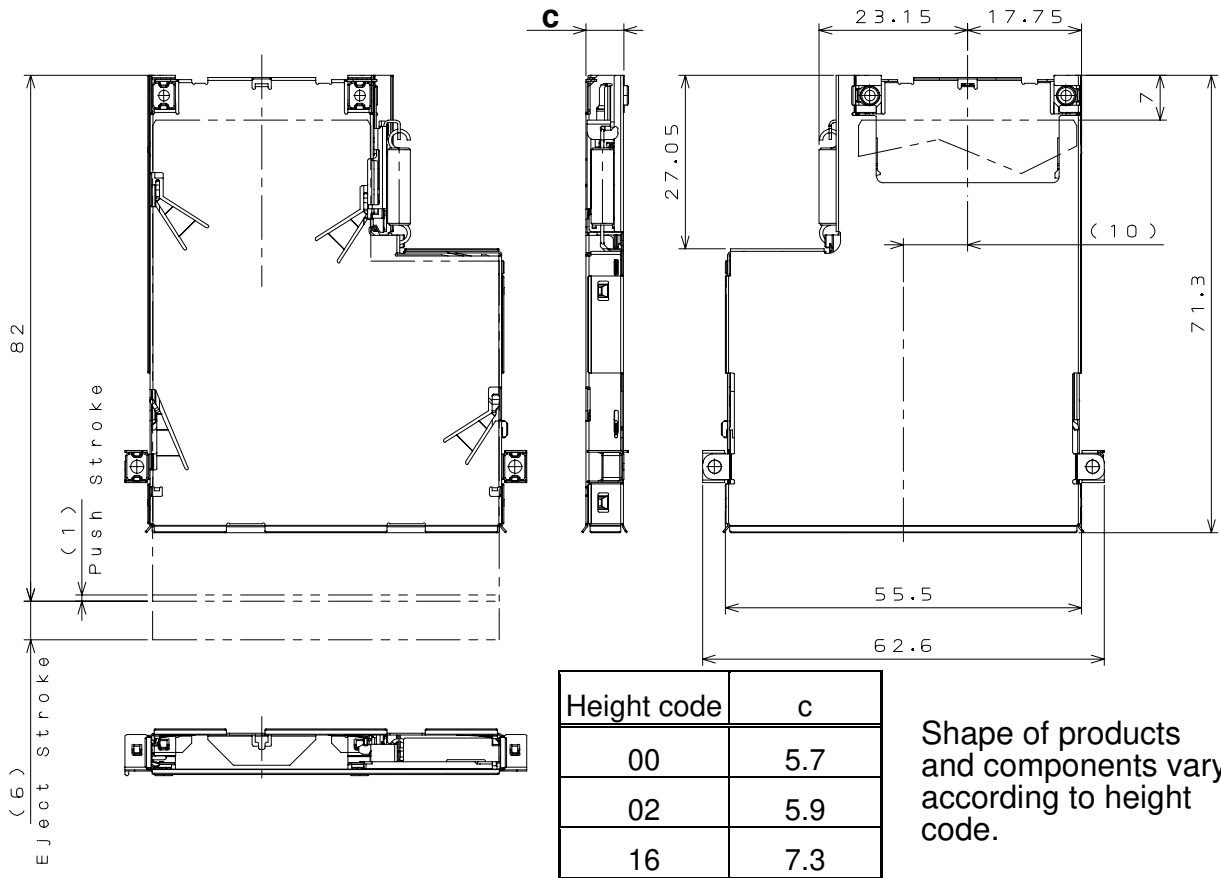 c
23.15
17.75
7
27.05
(10)
71.3
82
(1)
Push Stroke
55.5
62.6
(6)
Eject Stroke
Height code c
00 5.7
02 5.9
16 7.3
Shape of products
and components vary
according to height
code.